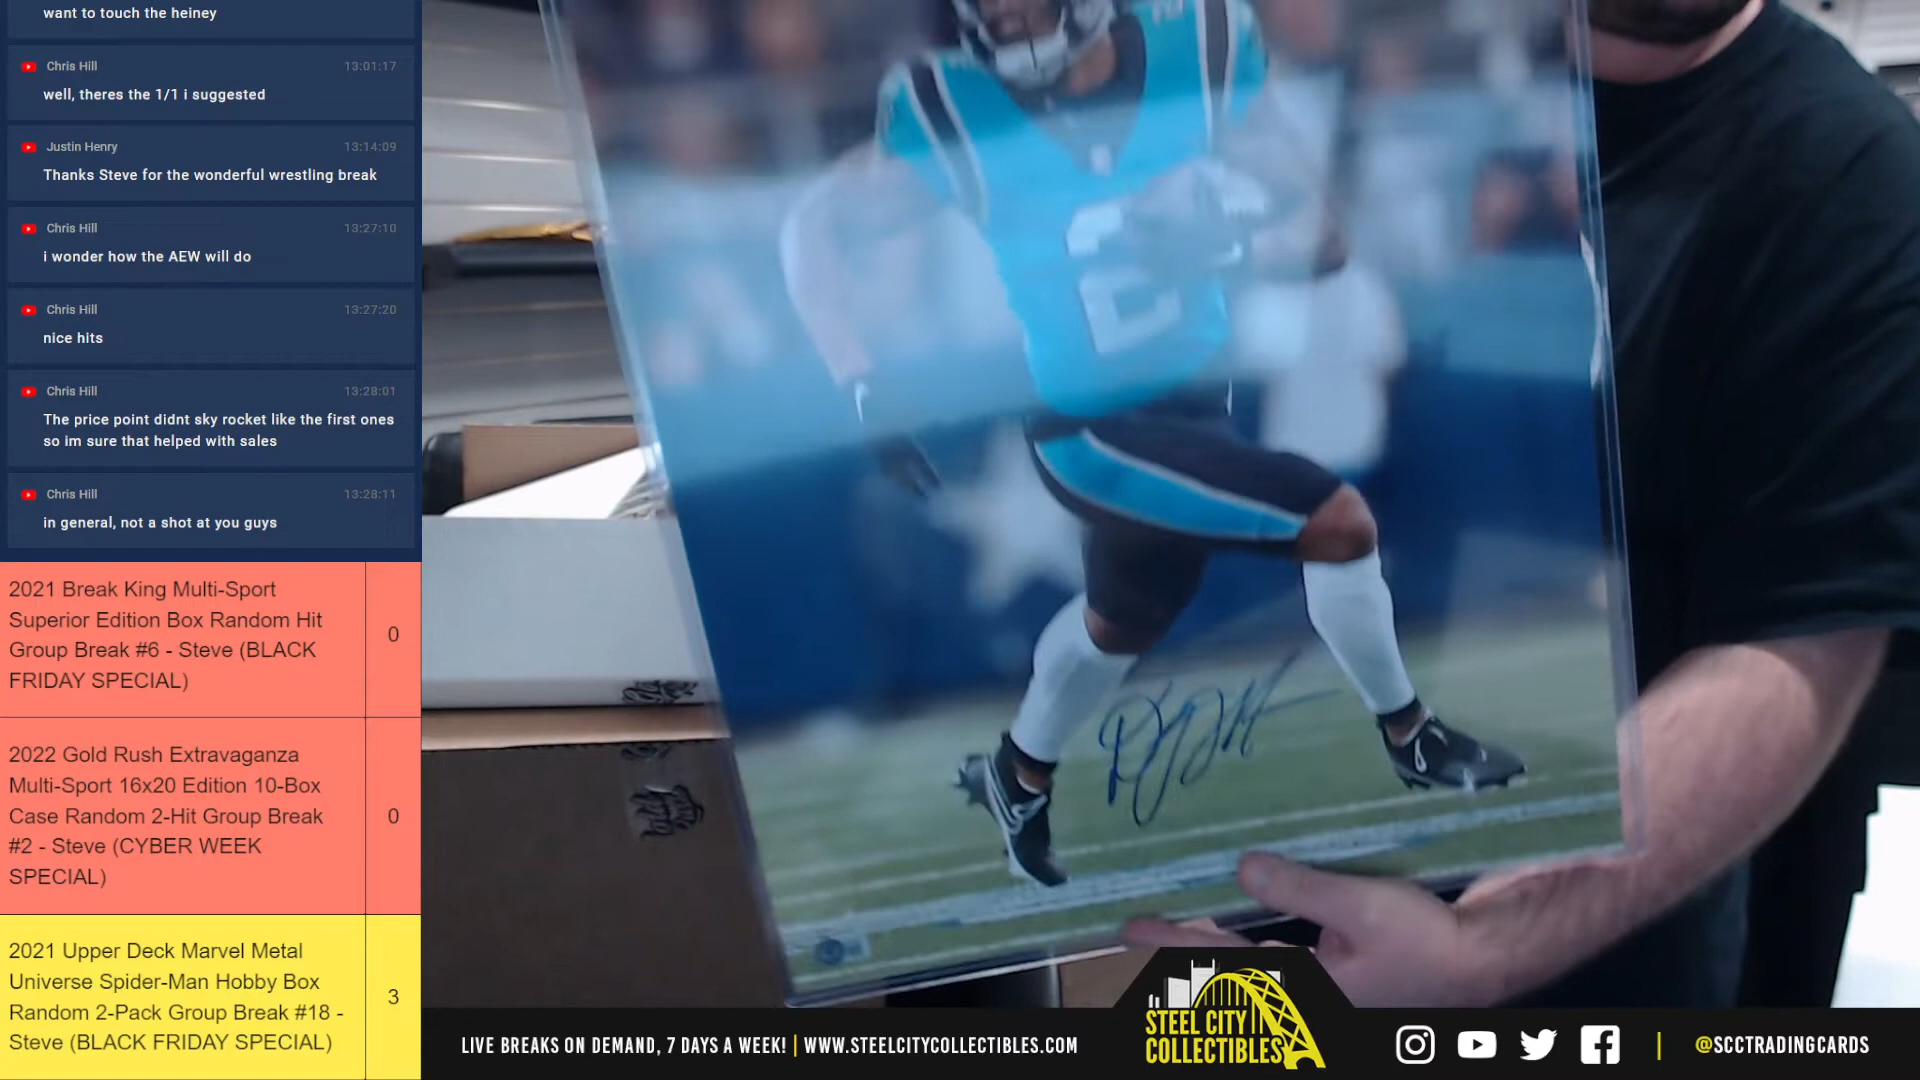 want to touch the heiney
Chris Hill 13:01:17
well, theres the 1/1 i suggested
Justin Henry 13:14:09
Thanks Steve for the wonderful wrestling break
Chris Hill 13:27:10
i wonder how the AEW will do
Chris Hill 13:27:20
nice hits
Chris Hill 13:28:01
The price point didnt sky rocket like the first ones
so im sure that helped with sales
Chris Hill 13:28:11
in general, not a shot at you guys
2021 Break King Multi-Sport
Superior Edition Box Random Hit
Group Break #6 - Steve (BLACK
FRIDAY SPECIAL)
0
2022 Gold Rush Extravaganza
Multi-Sport 16x20 Edition 10-Box
Case Random 2-Hit Group Break
#2 - Steve (CYBER WEEK
SPECIAL)
0
2021 Upper Deck Marvel Metal
Universe Spider-Man Hobby Box
Random 2-Pack Group Break #18 -
Steve (BLACK FRIDAY SPECIAL)
3
LIVE BREAKS ON DEMAND, 7 DAYS A WEEK! | WWW.STEELCITYCOLLECTIBLES.COM
STEEL CITY
COLLECTIBLES
| @SCCTRADINGCARDS